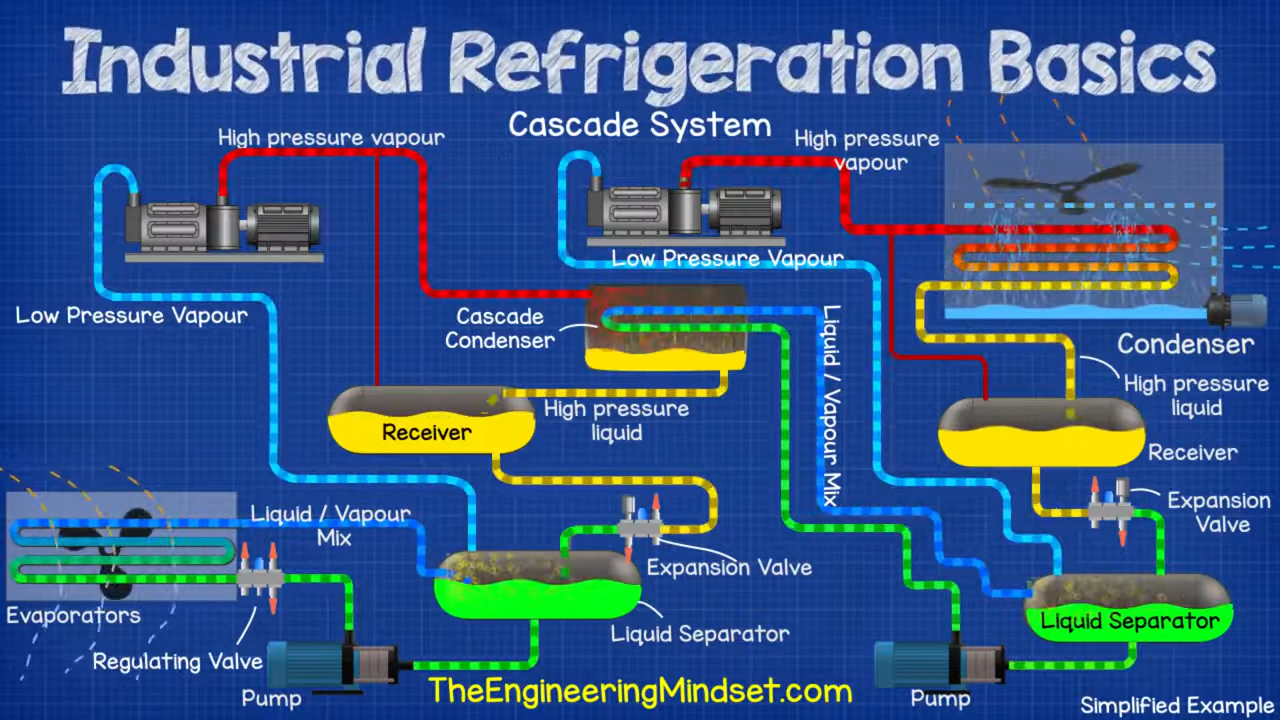 Industrial Refrigeration Basics
Cascade System
High pressure vapour
High pressure
vapour
Low Pressure Vapour
Low Pressure Vapour
Cascade
Condenser
Liquid / Vapour Mix
Condenser
High pressure
liquid
High pressure
liquid
Receiver
Receiver
Expansion
Valve
Liquid / Vapour
Mix
Expansion Valve
Evaporators
Liquid Separator
Liquid Separator
Regulating Valve
Pump
Pump
TheEngineeringMindset.com
Simplified Example